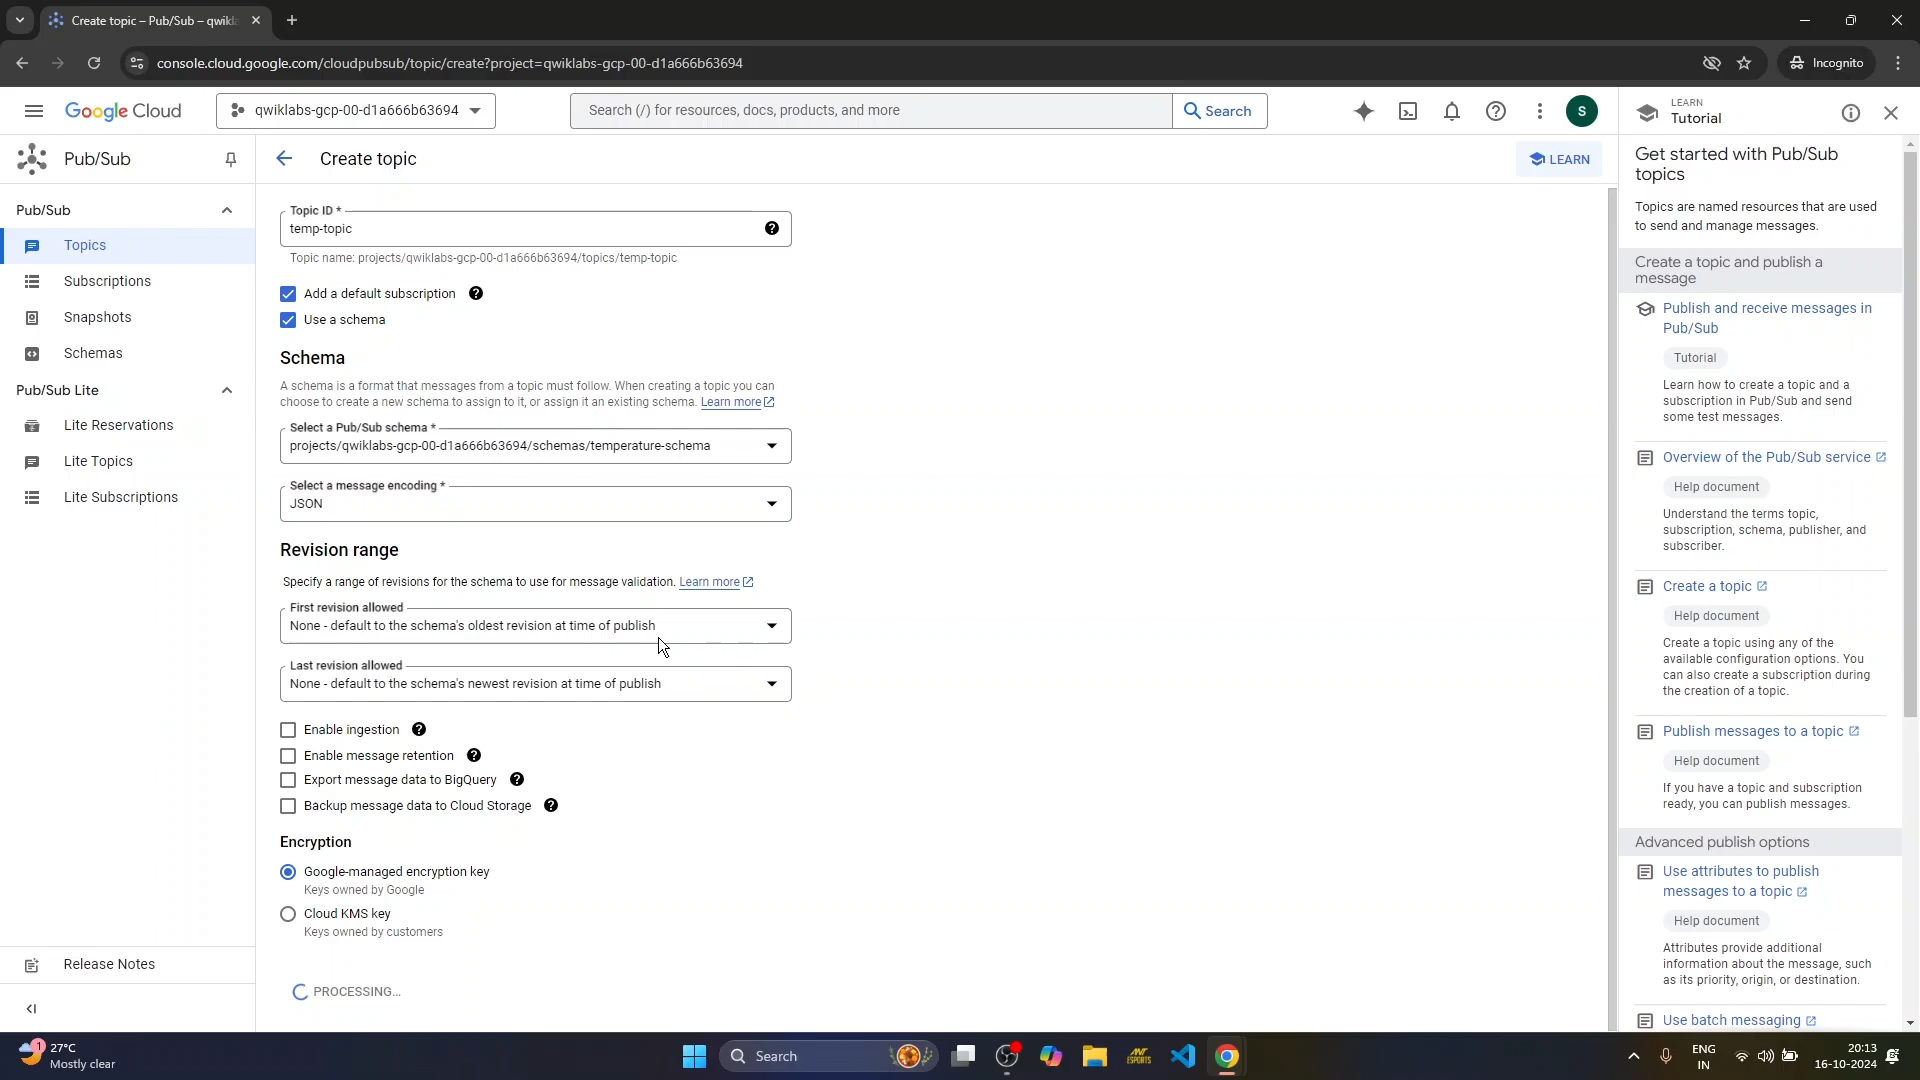 Create topic – Pub/Sub – qwikla
console.cloud.google.com/cloudpubsub/topic/create?project=qwiklabs-gcp-00-d1a666b63694
Incognito
Google Cloud
qwiklabs-gcp-00-d1a666b63694
Search (/) for resources, docs, products, and more
Search
S
LEARN
Tutorial
Pub/Sub
Create topic
LEARN
Pub/Sub
Topics
Subscriptions
Snapshots
Schemas
Pub/Sub Lite
Lite Reservations
Lite Topics
Lite Subscriptions
Release Notes
Topic ID *
temp-topic
Topic name: projects/qwiklabs-gcp-00-d1a666b63694/topics/temp-topic
Add a default subscription
Use a schema
Schema
A schema is a format that messages from a topic must follow. When creating a topic you can
choose to create a new schema to assign to it, or assign it an existing schema. Learn more
Select a Pub/Sub schema *
projects/qwiklabs-gcp-00-d1a666b63694/schemas/temperature-schema
Select a message encoding *
JSON
Revision range
Specify a range of revisions for the schema to use for message validation. Learn more
First revision allowed
None - default to the schema's oldest revision at time of publish
Last revision allowed
None - default to the schema's newest revision at time of publish
Enable ingestion
Enable message retention
Export message data to BigQuery
Backup message data to Cloud Storage
Encryption
Google-managed encryption key
Keys owned by Google
Cloud KMS key
Keys owned by customers
PROCESSING...
Get started with Pub/Sub
topics
Topics are named resources that are used
to send and manage messages.
Create a topic and publish a
message
Publish and receive messages in
Pub/Sub
Tutorial
Learn how to create a topic and a
subscription in Pub/Sub and send
some test messages.
Overview of the Pub/Sub service
Help document
Understand the terms topic,
subscription, schema, publisher, and
subscriber.
Create a topic
Help document
Create a topic using any of the
available configuration options. You
can also create a subscription during
the creation of a topic.
Publish messages to a topic
Help document
If you have a topic and subscription
ready, you can publish messages.
Advanced publish options
Use attributes to publish
messages to a topic
Help document
Attributes provide additional
information about the message, such
as its priority, origin, or destination.
Use batch messaging
1
27°C
Mostly clear
Search
ANT
ESPORTS
ENG
IN
20:13
16-10-2024